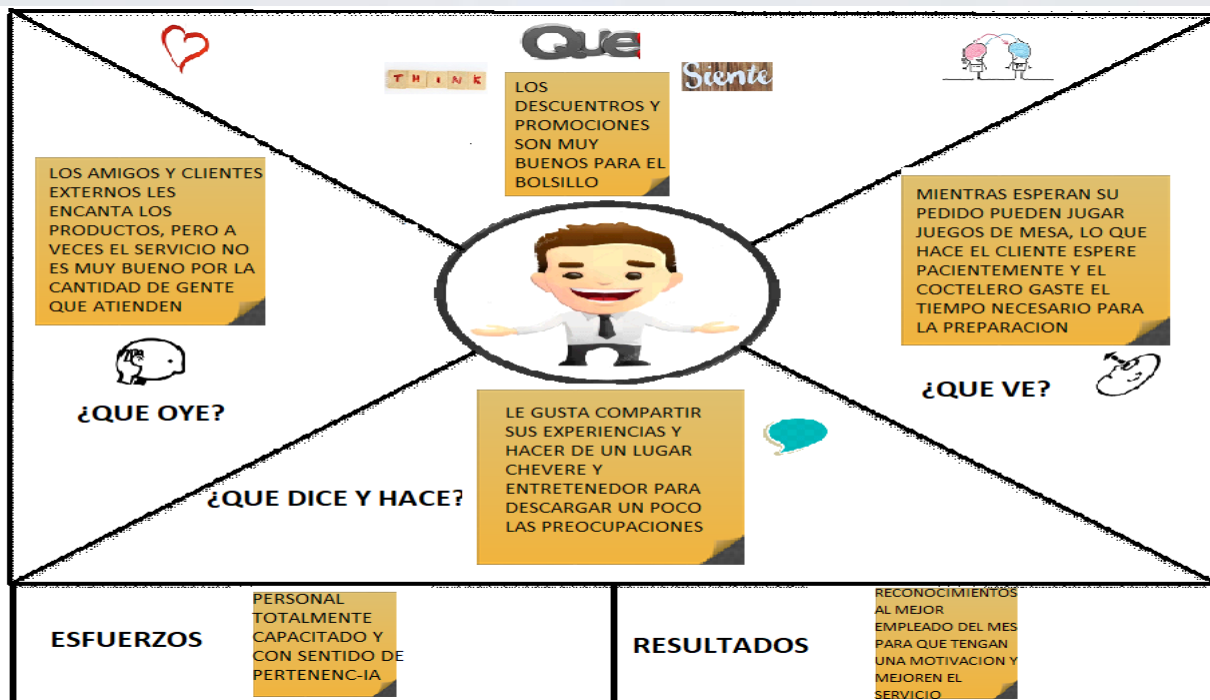 Que
THINK
Siente
LOS
DESCUENTROS Y
PROMOCIONES
SON MUY
BUENOS PARA EL
BOLSILLO
LOS AMIGOS Y CLIENTES
EXTERNOS LES
ENCANTA LOS
PRODUCTOS, PERO A
VECES EL SERVICIO NO
ES MUY BUENO POR LA
CANTIDAD DE GENTE
QUE ATIENDEN
¿QUE OYE?
MIENTRAS ESPERAN SU
PEDIDO PUEDEN JUGAR
JUEGOS DE MESA, LO QUE
HACE EL CLIENTE ESPERE
PACIENTEMENTE Y EL
COCTELERO GASTE EL
TIEMPO NECESARIO PARA
LA PREPARACION
¿QUE VE?
¿QUE DICE Y HACE?
LE GUSTA COMPARTIR
SUS EXPERIENCIAS Y
HACER DE UN LUGAR
CHEVERE Y
ENTRETENEDOR PARA
DESCARGAR UN POCO
LAS PREOCUPACIONES
ESFUERZOS
PERSONAL
TOTALMENTE
CAPACITADO Y
CON SENTIDO DE
PERTENENC-IA
RESULTADOS
RECONOCIMIENTOS
AL MEJOR
EMPLEADO DEL MES
PARA QUE TENGAN
UNA MOTIVACION Y
MEJOREN EL
SERVICIO